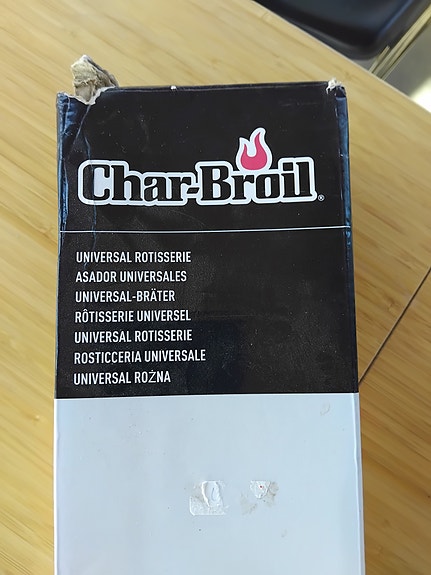 Char-Broil®
UNIVERSAL ROTISSERIE
ASADOR UNIVERSALES
UNIVERSAL-BRÄTER
RÔTISSERIE UNIVERSEL
UNIVERSAL ROTISSERIE
ROSTICCERIA UNIVERSALE
UNIVERSAL ROŻNA